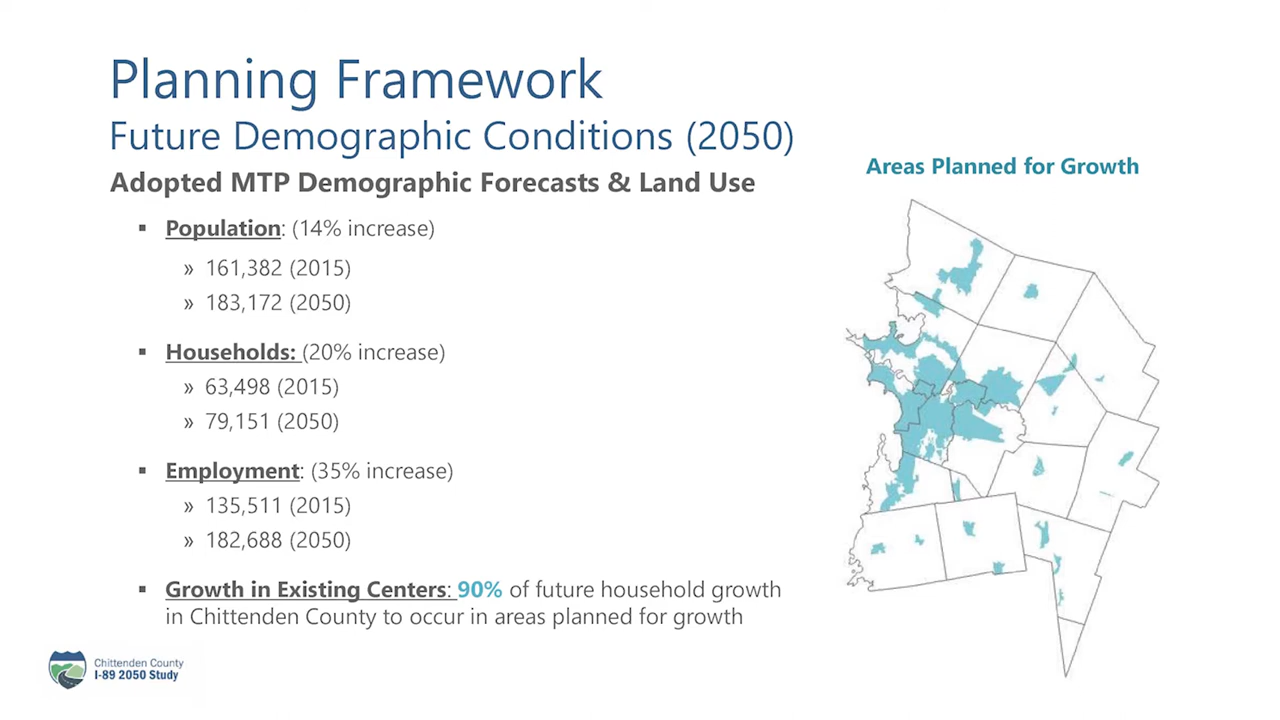 Planning Framework
Future Demographic Conditions (2050)
Adopted MTP Demographic Forecasts & Land Use
▪ Population: (14% increase)
» 161,382 (2015)
» 183,172 (2050)
▪ Households: (20% increase)
» 63,498 (2015)
» 79,151 (2050)
▪ Employment: (35% increase)
» 135,511 (2015)
» 182,688 (2050)
▪ Growth in Existing Centers: 90% of future household growth
in Chittenden County to occur in areas planned for growth
Areas Planned for Growth
Chittenden County
I-89 2050 Study